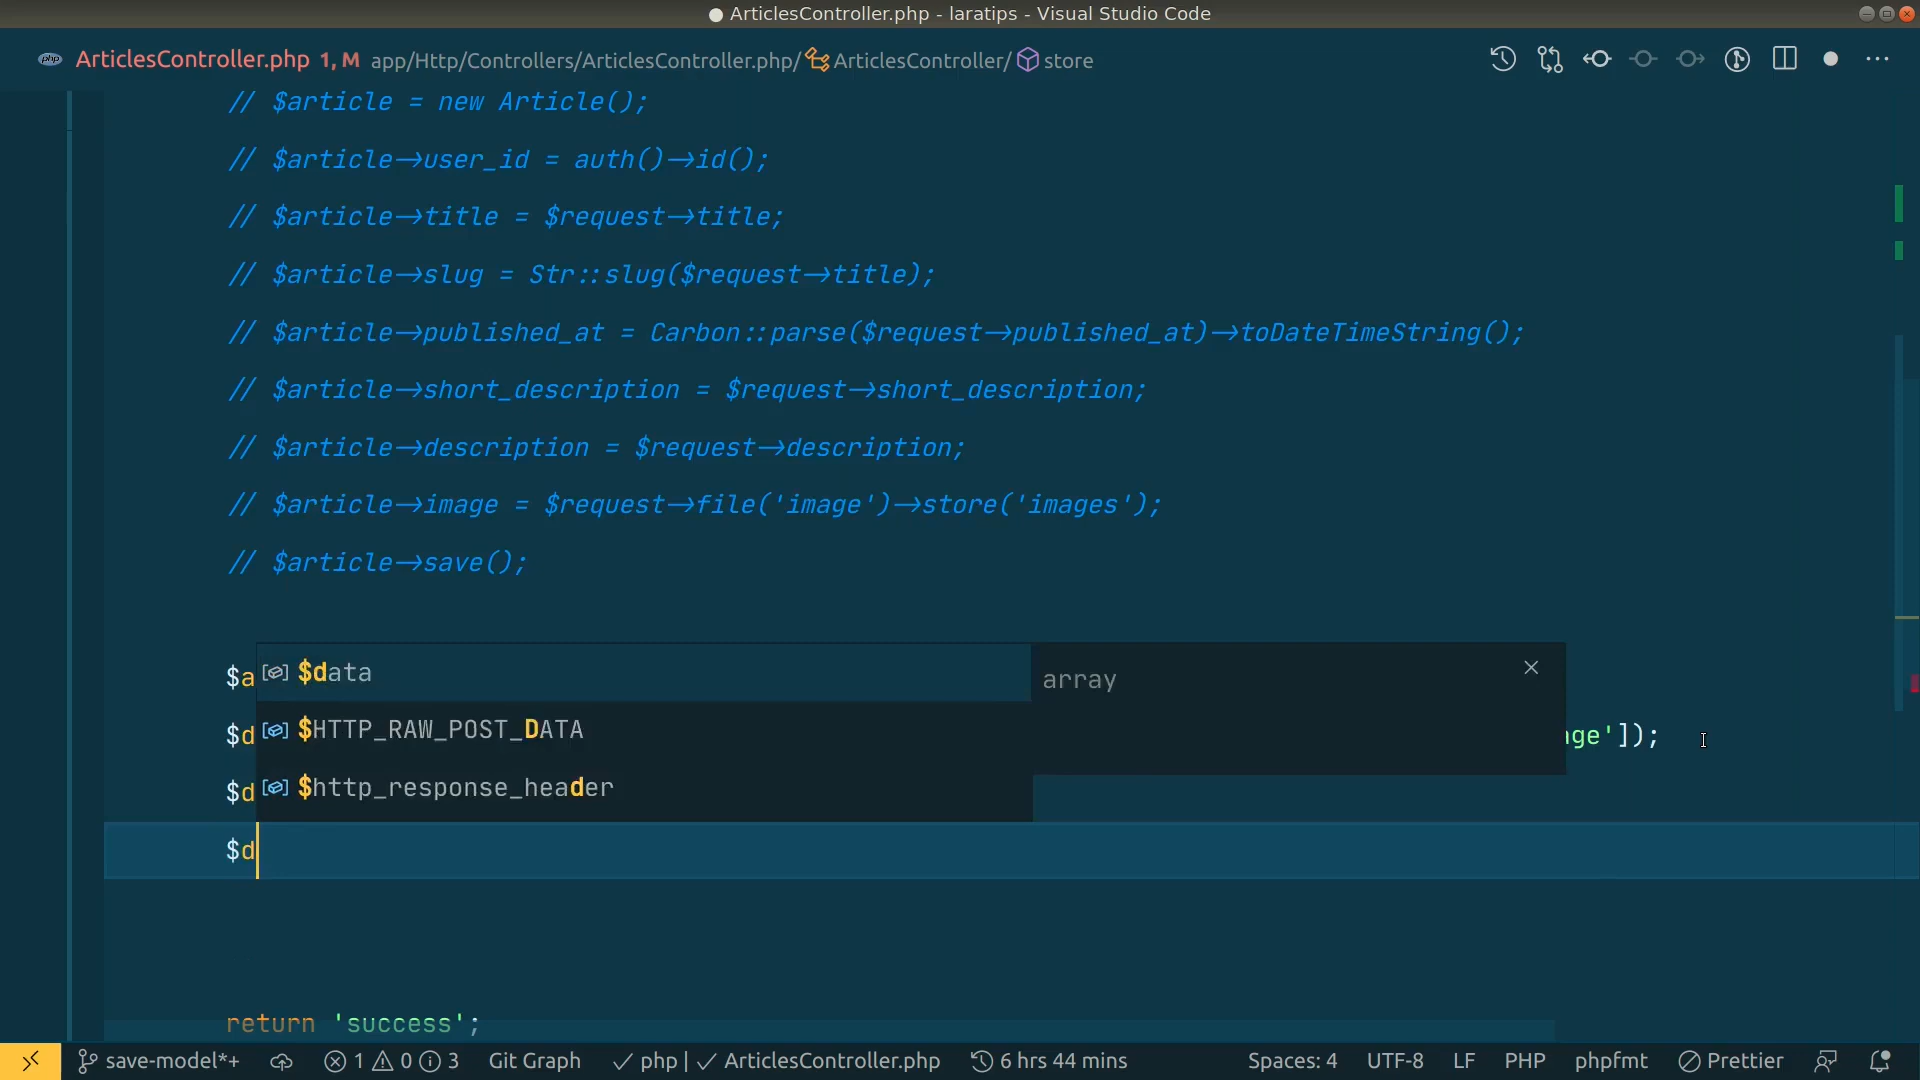 ArticlesController.php - laratips - Visual Studio Code
php ArticlesController.php 1, M app/Http/Controllers/ArticlesController.php/ ArticlesController/ store
// $article = new Article();
// $article->user_id = auth()->id();
// $article->title = $request->title;
// $article->slug = Str::slug($request->title);
// $article->published_at = Carbon::parse($request->published_at)->toDateTimeString();
// $article->short_description = $request->short_description;
// $article->description = $request->description;
// $article->image = $request->file('image')->store('images');
// $article->save();
$a $data array
$d $HTTP_RAW_POST_DATA ge']);
$d $http_response_header
$d
return 'success';
save-model*+ 1 0 3 Git Graph php | ArticlesController.php 6 hrs 44 mins Spaces: 4 UTF-8 LF PHP phpfmt Prettier